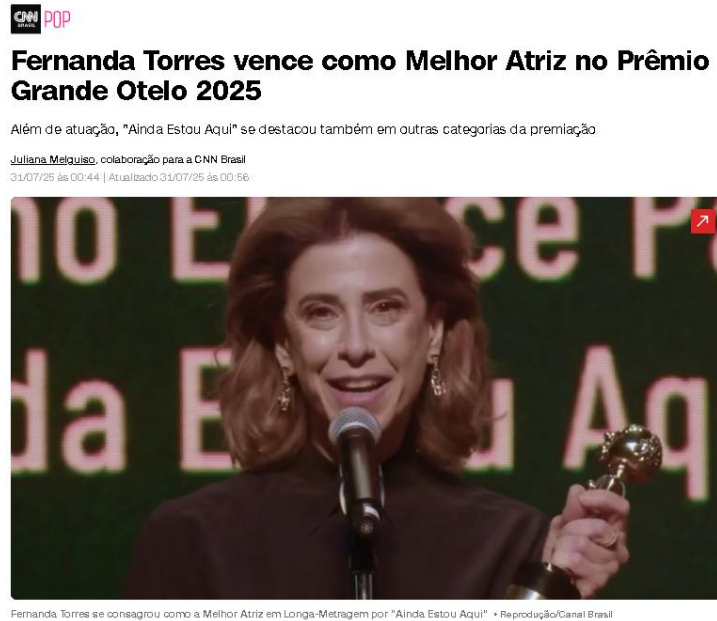 CNN
BRASIL
POP
Fernanda Torres vence como Melhor Atriz no Prêmio
Grande Otelo 2025
Além de atuação, "Ainda Estou Aqui" se destacou também em outras categorias da premiação
Juliana Melguiso, colaboração para a CNN Brasil
31/07/25 às 00:44 | Atualizado 31/07/25 às 00:56
no E ce Pa
da E u Aq
Fernanda Torres se consagrou como a Melhor Atriz em Longa-Metragem por "Ainda Estou Aqui" • Reprodução/Canal Brasil